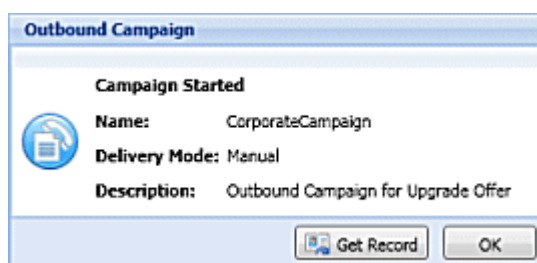 Outbound Campaign
Campaign Started
Name: CorporateCampaign
Delivery Mode: Manual
Description: Outbound Campaign for Upgrade Offer
Get Record OK